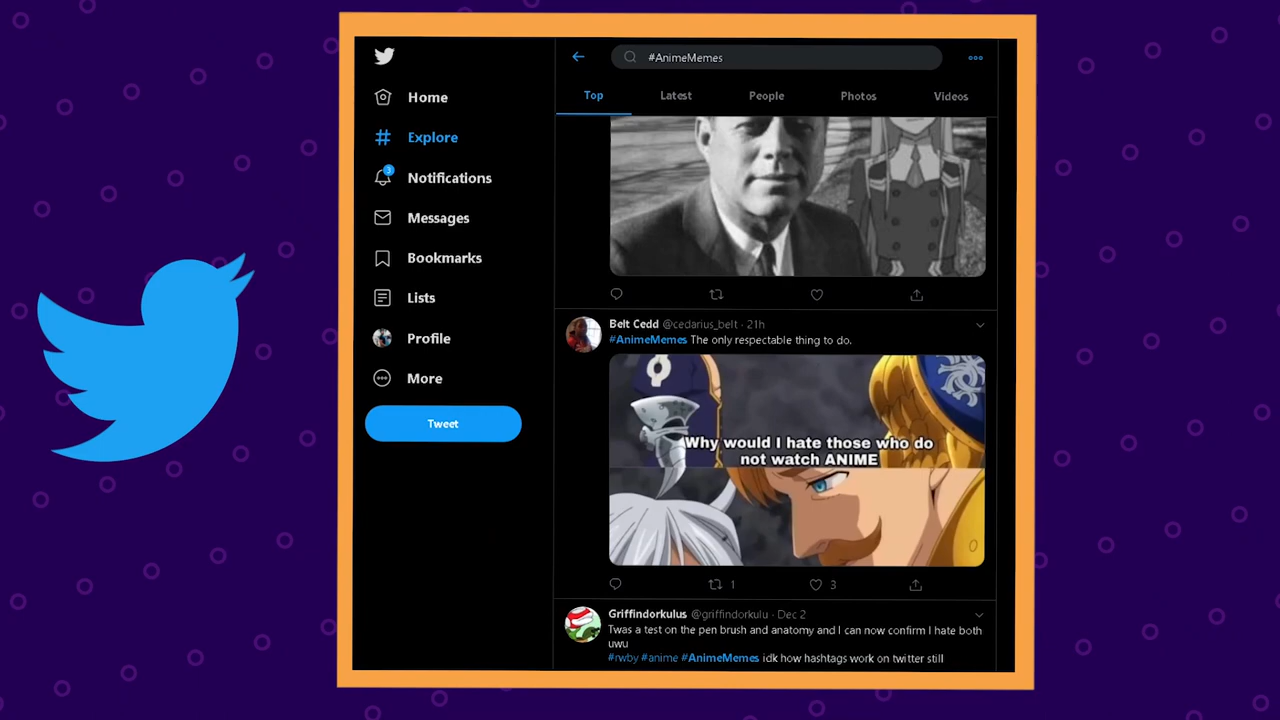 #AnimeMemes
Top Latest People Photos Videos
Home
Explore
3
Notifications
Messages
Bookmarks
Lists
Profile
More
Tweet
Belt Cedd @cedarius_belt · 21h
#AnimeMemes The only respectable thing to do.
Why would I hate those who do
not watch ANIME
1 3
Griffindorkulus @griffindorkulu · Dec 2
Twas a test on the pen brush and anatomy and I can now confirm I hate both
uwu
#rwby #anime #AnimeMemes idk how hashtags work on twitter still